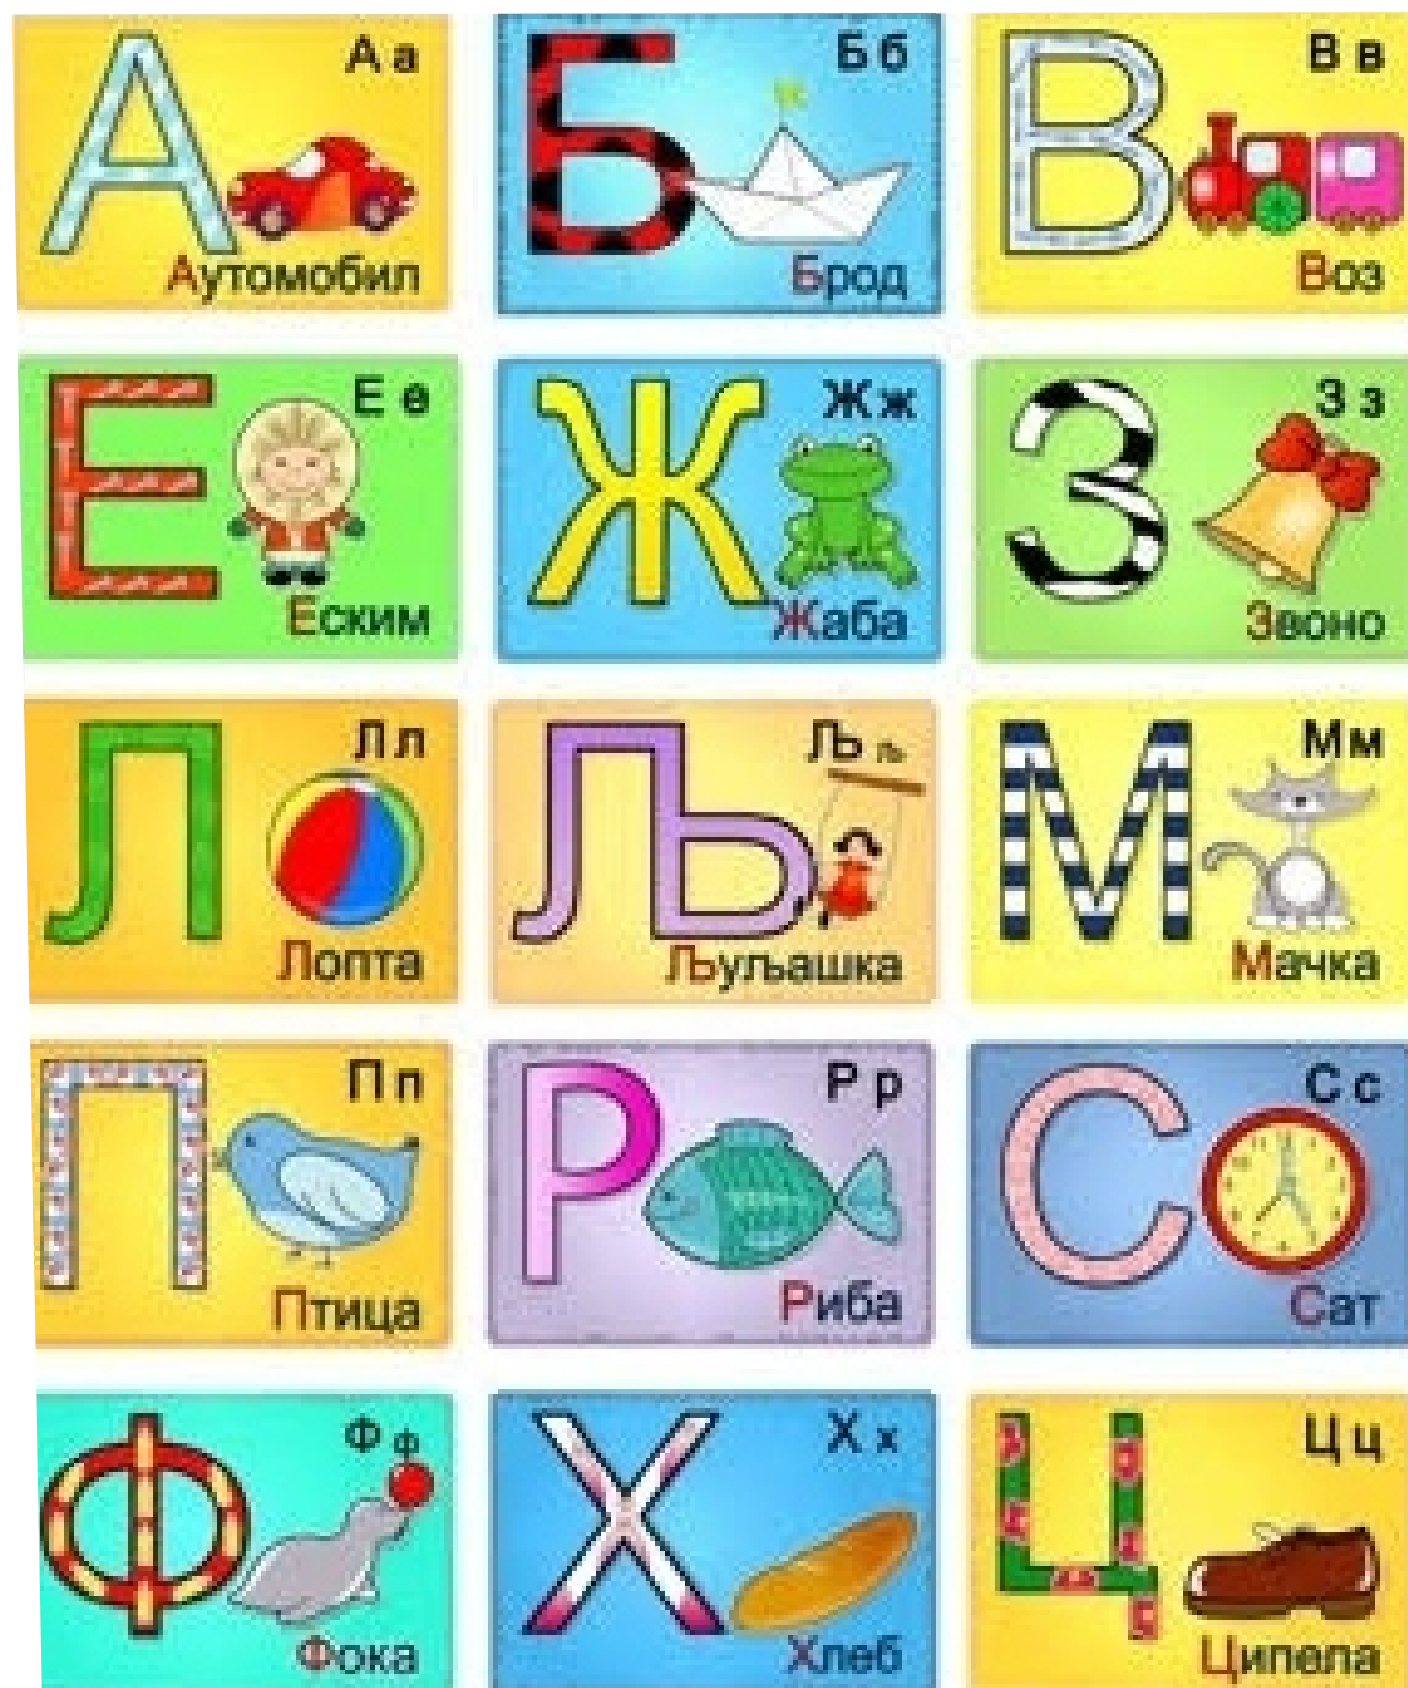 А
А а
Аутомобил
Б
Б б
Брод
В
В в
Воз
Е
Е е
Еским
Ж
Ж ж
Жаба
З
З з
Звоно
Л
Л л
Лопта
Љ
Љ љ
Љуљашка
М
М м
Мачка
П
П п
Птица
Р
Р р
Риба
С
С с
Сат
Ф
Ф ф
Фока
Х
Х х
Хлеб
Ц
Ц ц
Ципела